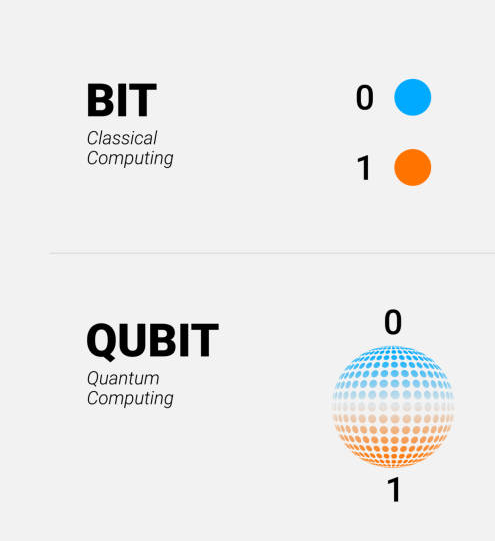 BIT
Classical
Computing
0
1
QUBIT
Quantum
Computing
0
1